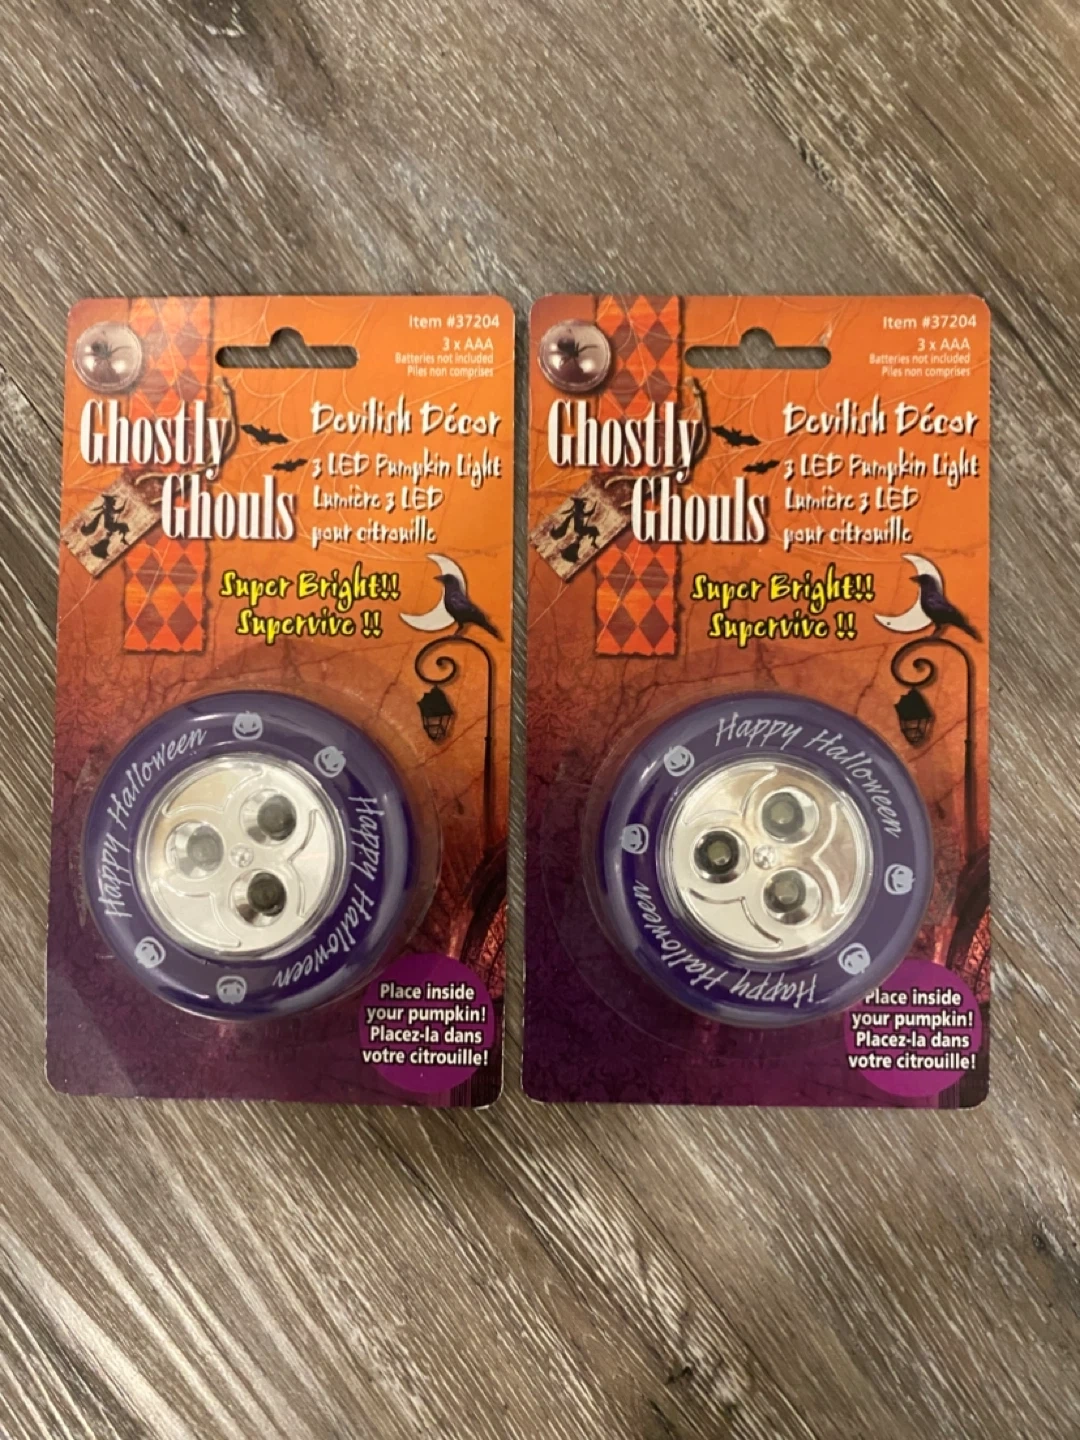 Item #37204
3 x AAA
Batteries not included
Piles non comprises
Ghostly
Ghouls
Devilish Décor
3 LED Pumpkin Light
Lumière 3 LED
pour citrouille
Super Bright!!
Supervive !!
Happy Halloween
Happy Halloween
Place inside
your pumpkin!
Placez-la dans
votre citrouille!
Item #37204
3 x AAA
Batteries not included
Piles non comprises
Ghostly
Ghouls
Devilish Décor
3 LED Pumpkin Light
Lumière 3 LED
pour citrouille
Super Bright!!
Supervive !!
Happy Halloween
Happy Halloween
Place inside
your pumpkin!
Placez-la dans
votre citrouille!